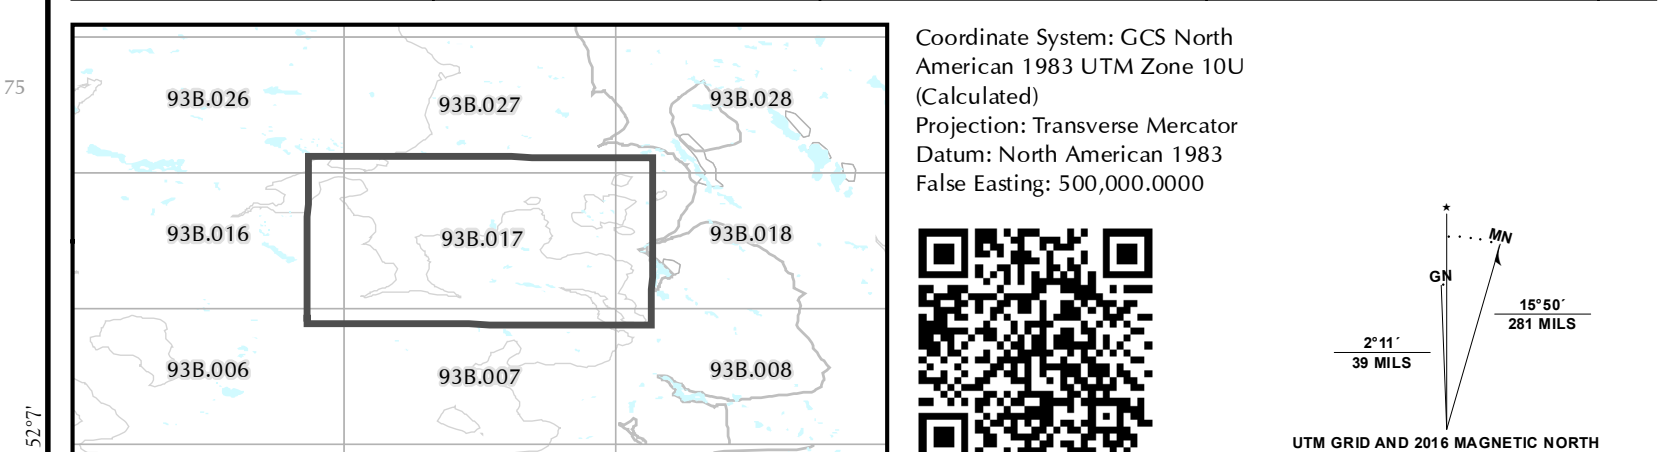 75
52°7'
93B.026
93B.027
93B.028
93B.016
93B.017
93B.018
93B.006
93B.007
93B.008
Coordinate System: GCS North
American 1983 UTM Zone 10U
(Calculated)
Projection: Transverse Mercator
Datum: North American 1983
False Easting: 500,000.0000
MN
GN
15°50´
281 MILS
2°11´
39 MILS
UTM GRID AND 2016 MAGNETIC NORTH